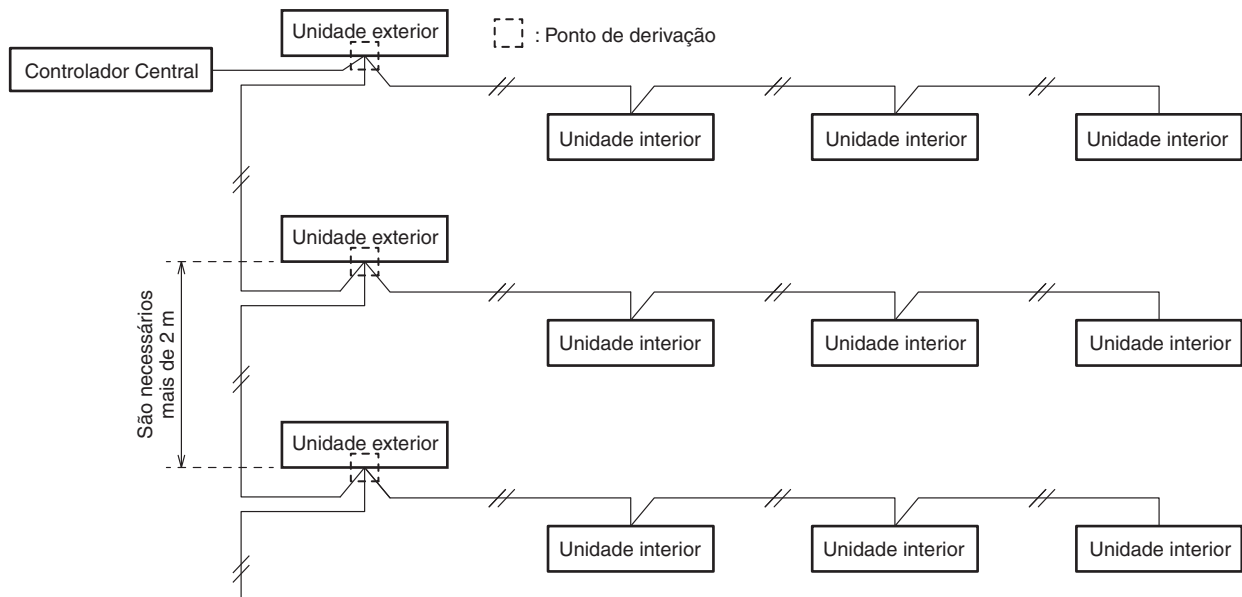 Unidade exterior
: Ponto de derivação
Controlador Central
Unidade interior
Unidade interior
Unidade interior
Unidade exterior
São necessários
mais de 2 m
Unidade interior
Unidade interior
Unidade interior
Unidade exterior
Unidade interior
Unidade interior
Unidade interior